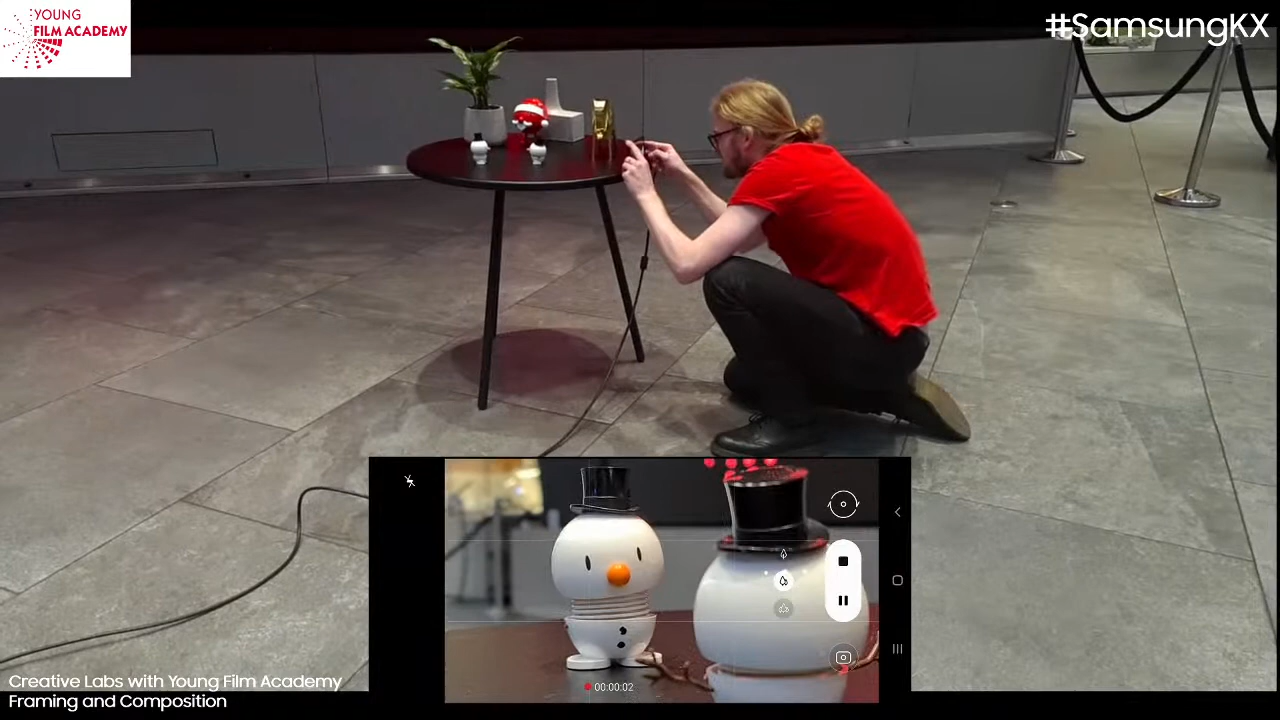 YOUNG
FILM ACADEMY
#SamsungKX
00:00:02
Creative Labs with Young Film Academy
Framing and Composition